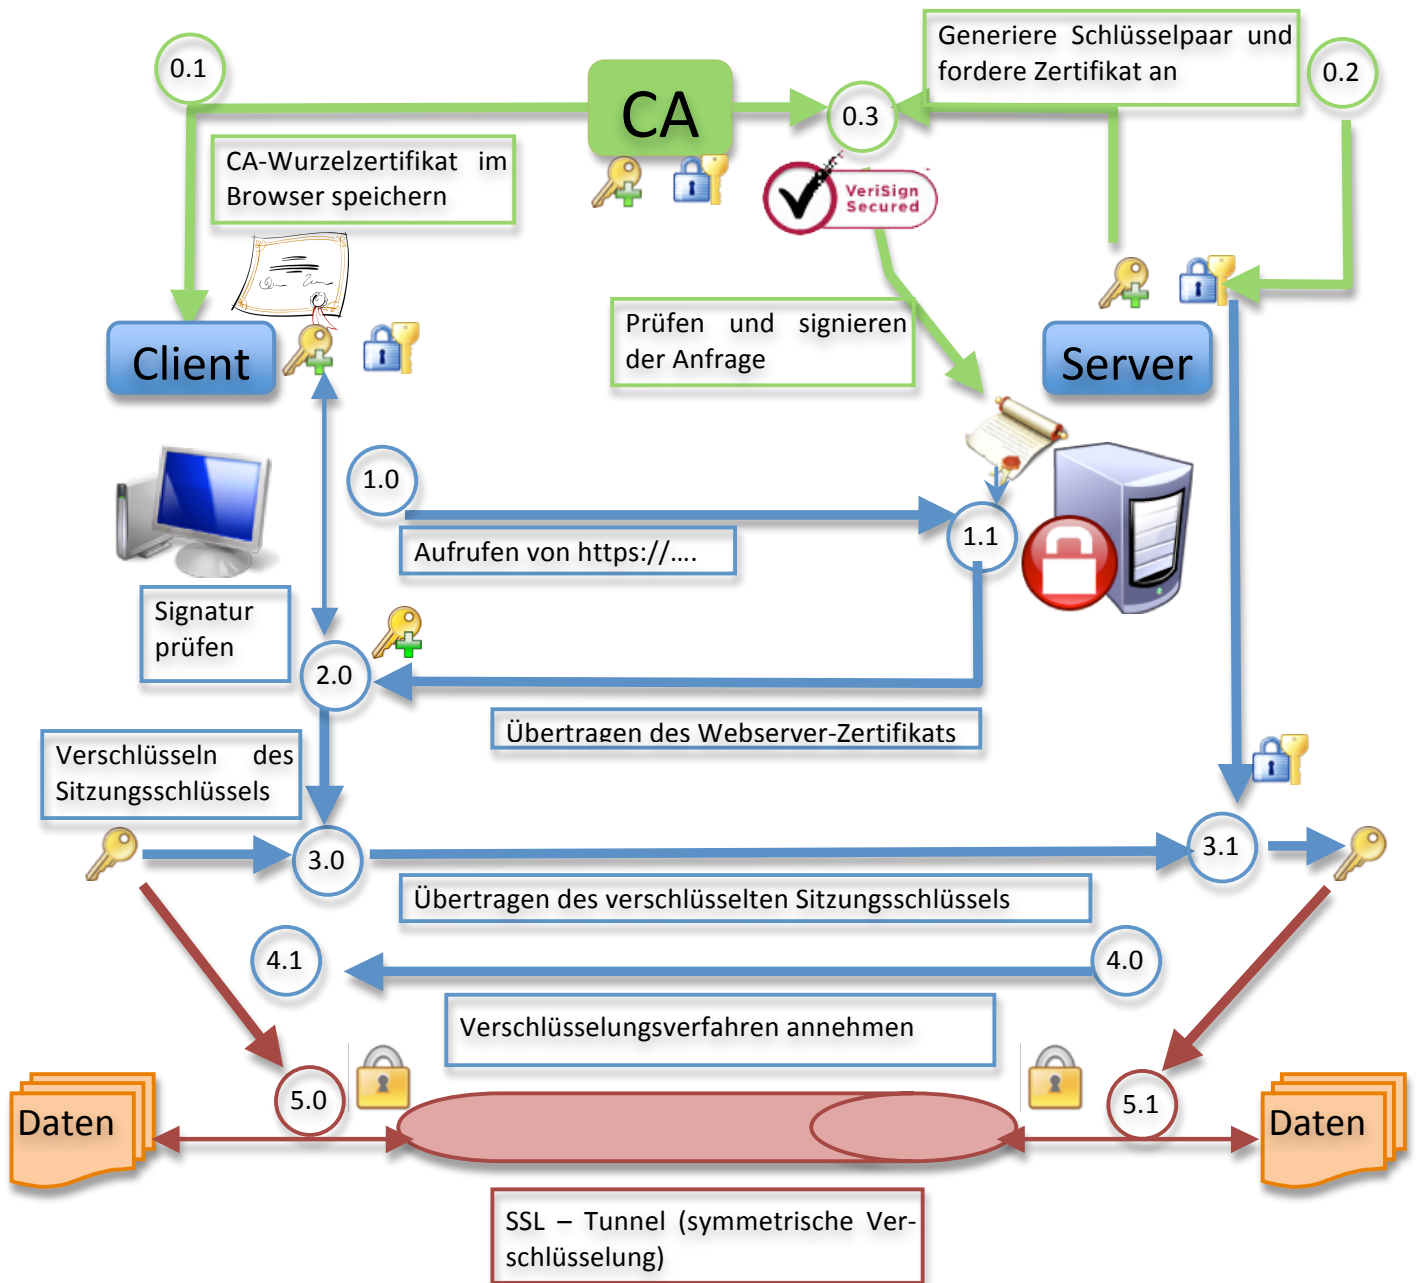 0.1
CA
0.3
Generiere Schlüsselpaar und
fordere Zertifikat an
0.2
CA-Wurzelzertifikat im
Browser speichern
VeriSign
Secured
Client
Prüfen und signieren
der Anfrage
Server
1.0
Aufrufen von https://....
1.1
Signatur
prüfen
2.0
Übertragen des Webserver-Zertifikats
Verschlüsseln des
Sitzungsschlüssels
3.0
3.1
Übertragen des verschlüsselten Sitzungsschlüssels
4.1
4.0
Verschlüsselungsverfahren annehmen
5.0
5.1
Daten
Daten
SSL – Tunnel (symmetrische Ver-
schlüsselung)